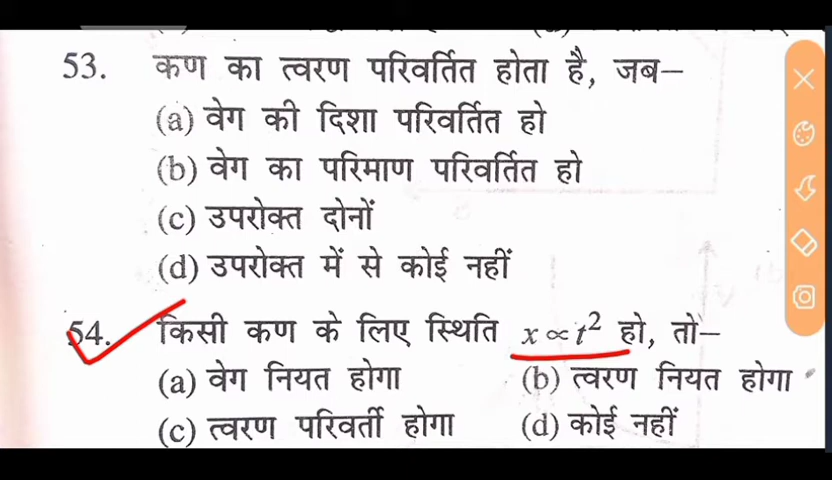 53. कण का त्वरण परिवर्तित होता है, जब–
(a) वेग की दिशा परिवर्तित हो
(b) वेग का परिमाण परिवर्तित हो
(c) उपरोक्त दोनों
(d) उपरोक्त में से कोई नहीं
54. किसी कण के लिए स्थिति x ∝ t² हो, तो–
(a) वेग नियत होगा (b) त्वरण नियत होगा
(c) त्वरण परिवर्ती होगा (d) कोई नहीं